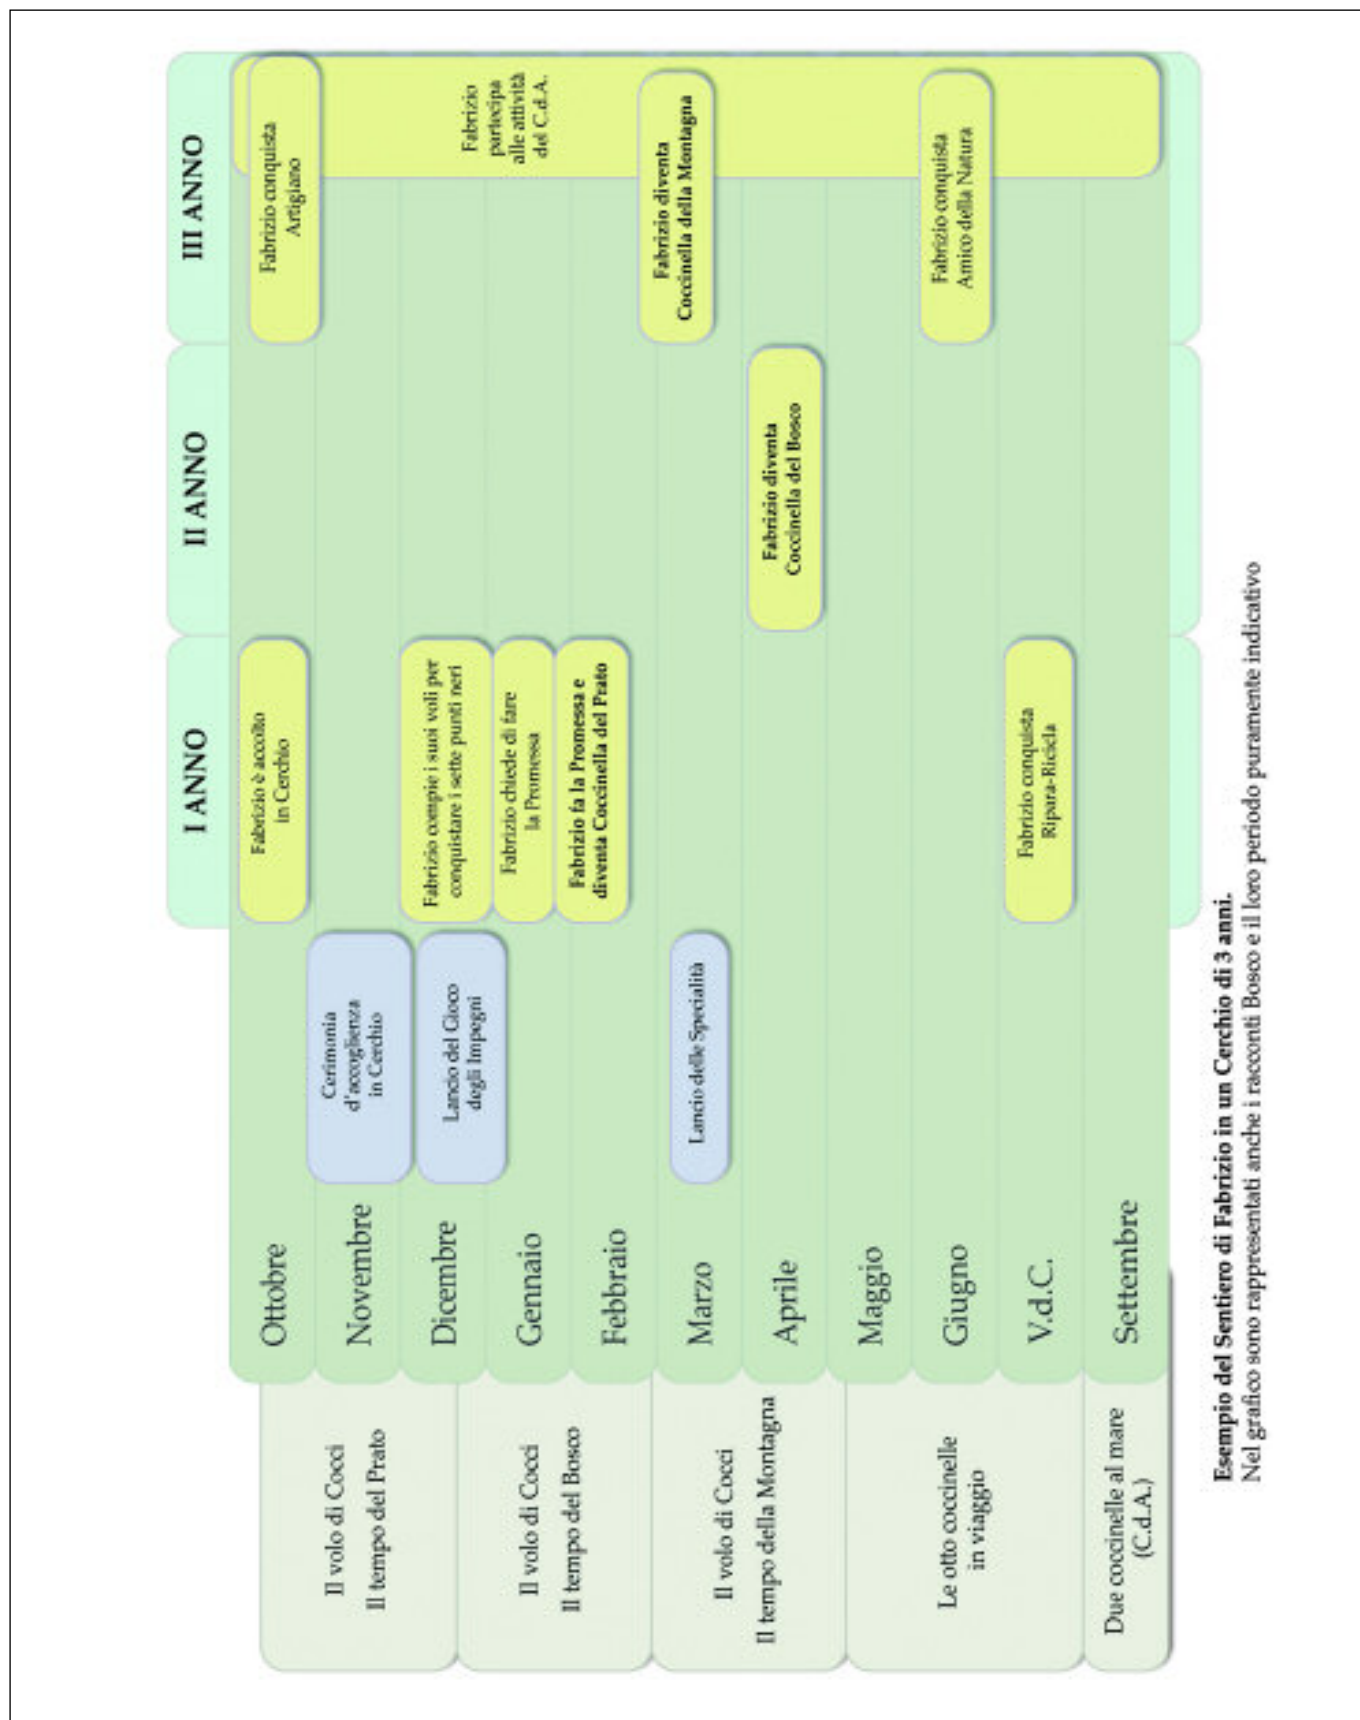 I ANNO
II ANNO
III ANNO
Il volo di Cocci
Il tempo del Prato
Il volo di Cocci
Il tempo del Bosco
Il volo di Cocci
Il tempo della Montagna
Le otto coccinelle
in viaggio
Due coccinelle al mare
(C.d.A.)
Ottobre
Novembre
Dicembre
Gennaio
Febbraio
Marzo
Aprile
Maggio
Giugno
V.d.C.
Settembre
Cerimonia
d'accoglienza
in Cerchio
Lancio del Gioco
degli Impegni
Lancio delle Specialità
Fabrizio è accolto
in Cerchio
Fabrizio compie i suoi voli per
conquistare i sette punti neri
Fabrizio chiede di fare
la Promessa
Fabrizio fa la Promessa e
diventa Coccinella del Prato
Fabrizio conquista
Ripara-Ricicla
Fabrizio diventa
Coccinella del Bosco
Fabrizio conquista
Artigiano
Fabrizio
partecipa
alle attività
del C.d.A.
Fabrizio diventa
Coccinella della Montagna
Fabrizio conquista
Amico della Natura
Esempio del Sentiero di Fabrizio in un Cerchio di 3 anni.
Nel grafico sono rappresentati anche i racconti Bosco e il loro periodo puramente indicativo